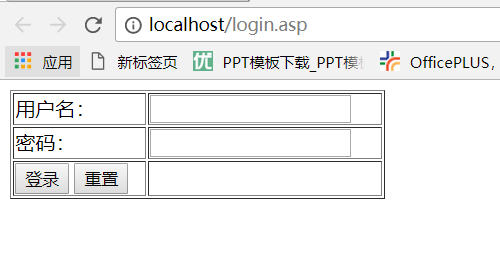 localhost/login.asp
应用 新标签页 优 PPT模板下载_PPT模 OfficePLUS,
用户名：
密码：
登录 重置